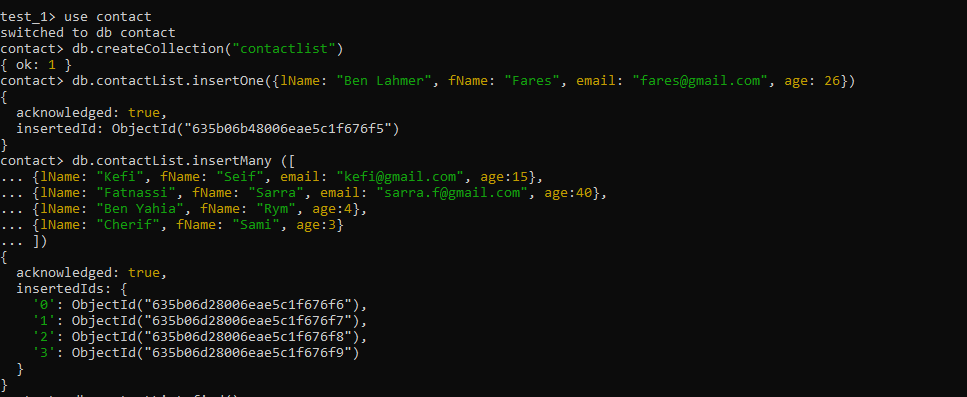 test_1> use contact
switched to db contact
contact> db.createCollection("contactlist")
{ ok: 1 }
contact> db.contactList.insertOne({lName: "Ben Lahmer", fName: "Fares", email: "fares@gmail.com", age: 26})
{
  acknowledged: true,
  insertedId: ObjectId("635b06b48006eae5c1f676f5")
}
contact> db.contactList.insertMany ([
... {lName: "Kefi", fName: "Seif", email: "kefi@gmail.com", age:15},
... {lName: "Fatnassi", fName: "Sarra", email: "sarra.f@gmail.com", age:40},
... {lName: "Ben Yahia", fName: "Rym", age:4},
... {lName: "Cherif", fName: "Sami", age:3}
... ])
{
  acknowledged: true,
  insertedIds: {
    '0': ObjectId("635b06d28006eae5c1f676f6"),
    '1': ObjectId("635b06d28006eae5c1f676f7"),
    '2': ObjectId("635b06d28006eae5c1f676f8"),
    '3': ObjectId("635b06d28006eae5c1f676f9")
  }
}